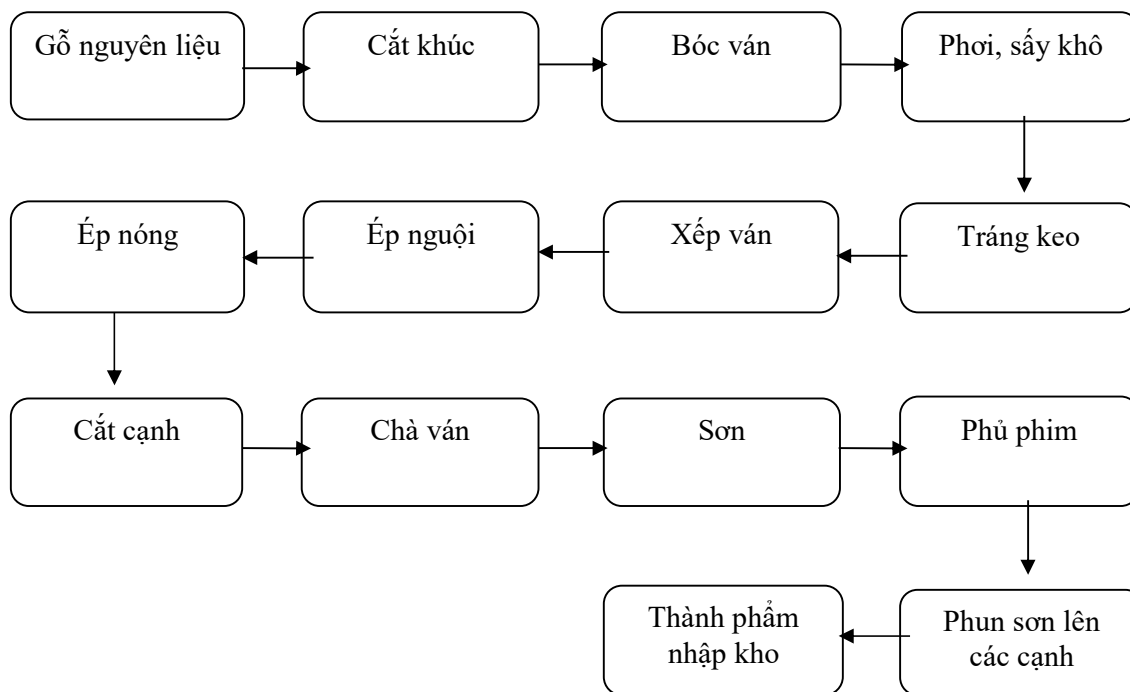 Gỗ nguyên liệu
Cắt khúc
Bóc ván
Phơi, sấy khô
Tráng keo
Xếp ván
Ép nguội
Ép nóng
Cắt cạnh
Chà ván
Sơn
Phủ phim
Phun sơn lên
các cạnh
Thành phẩm
nhập kho